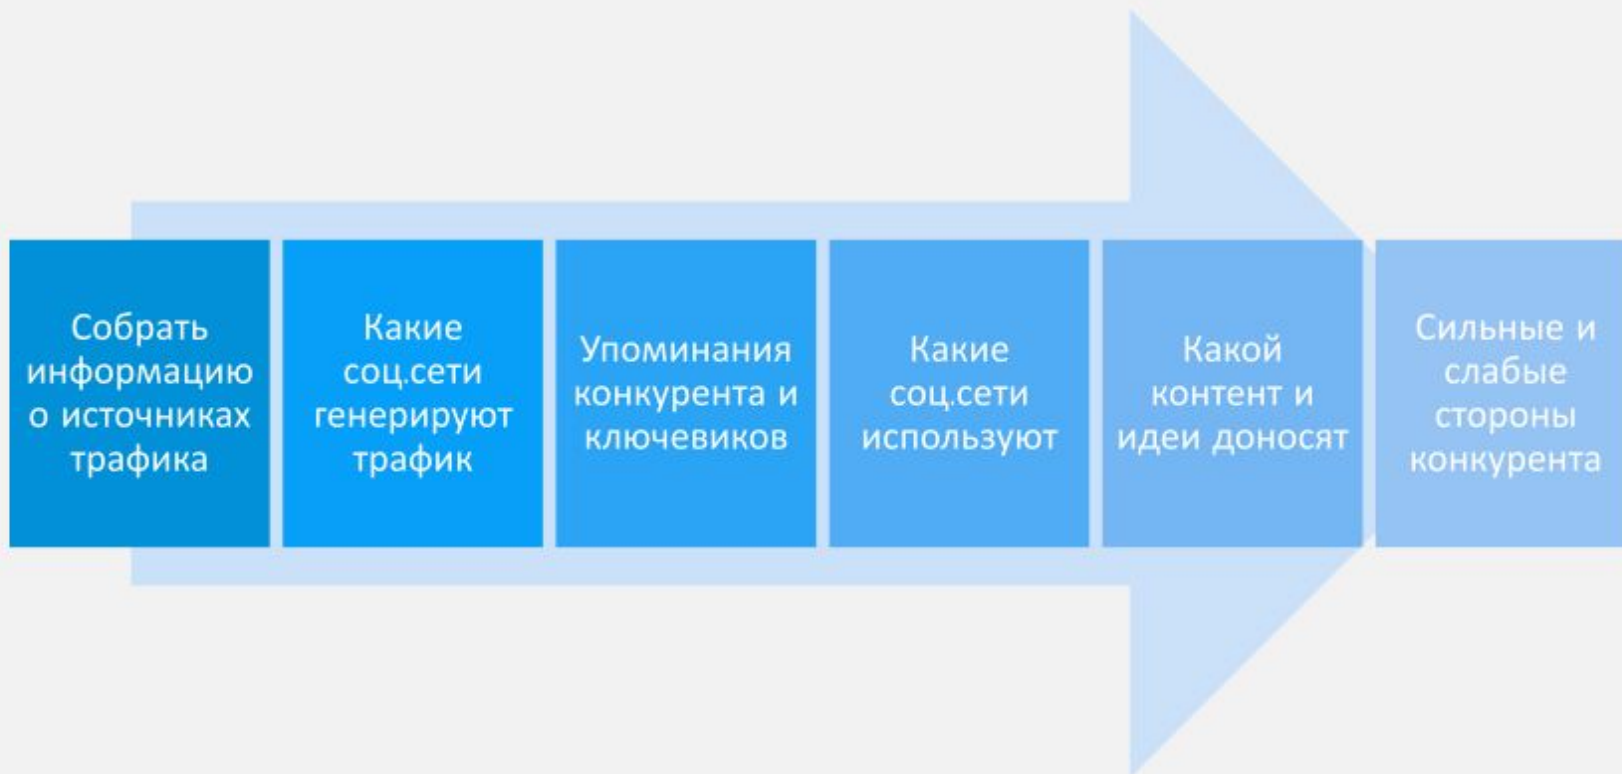 Собрать
информацию
о источниках
трафика
Какие
соц.сети
генерируют
трафик
Упоминания
конкурента и
ключевиков
Какие
соц.сети
используют
Какой
контент и
идеи доносят
Сильные и
слабые
стороны
конкурента